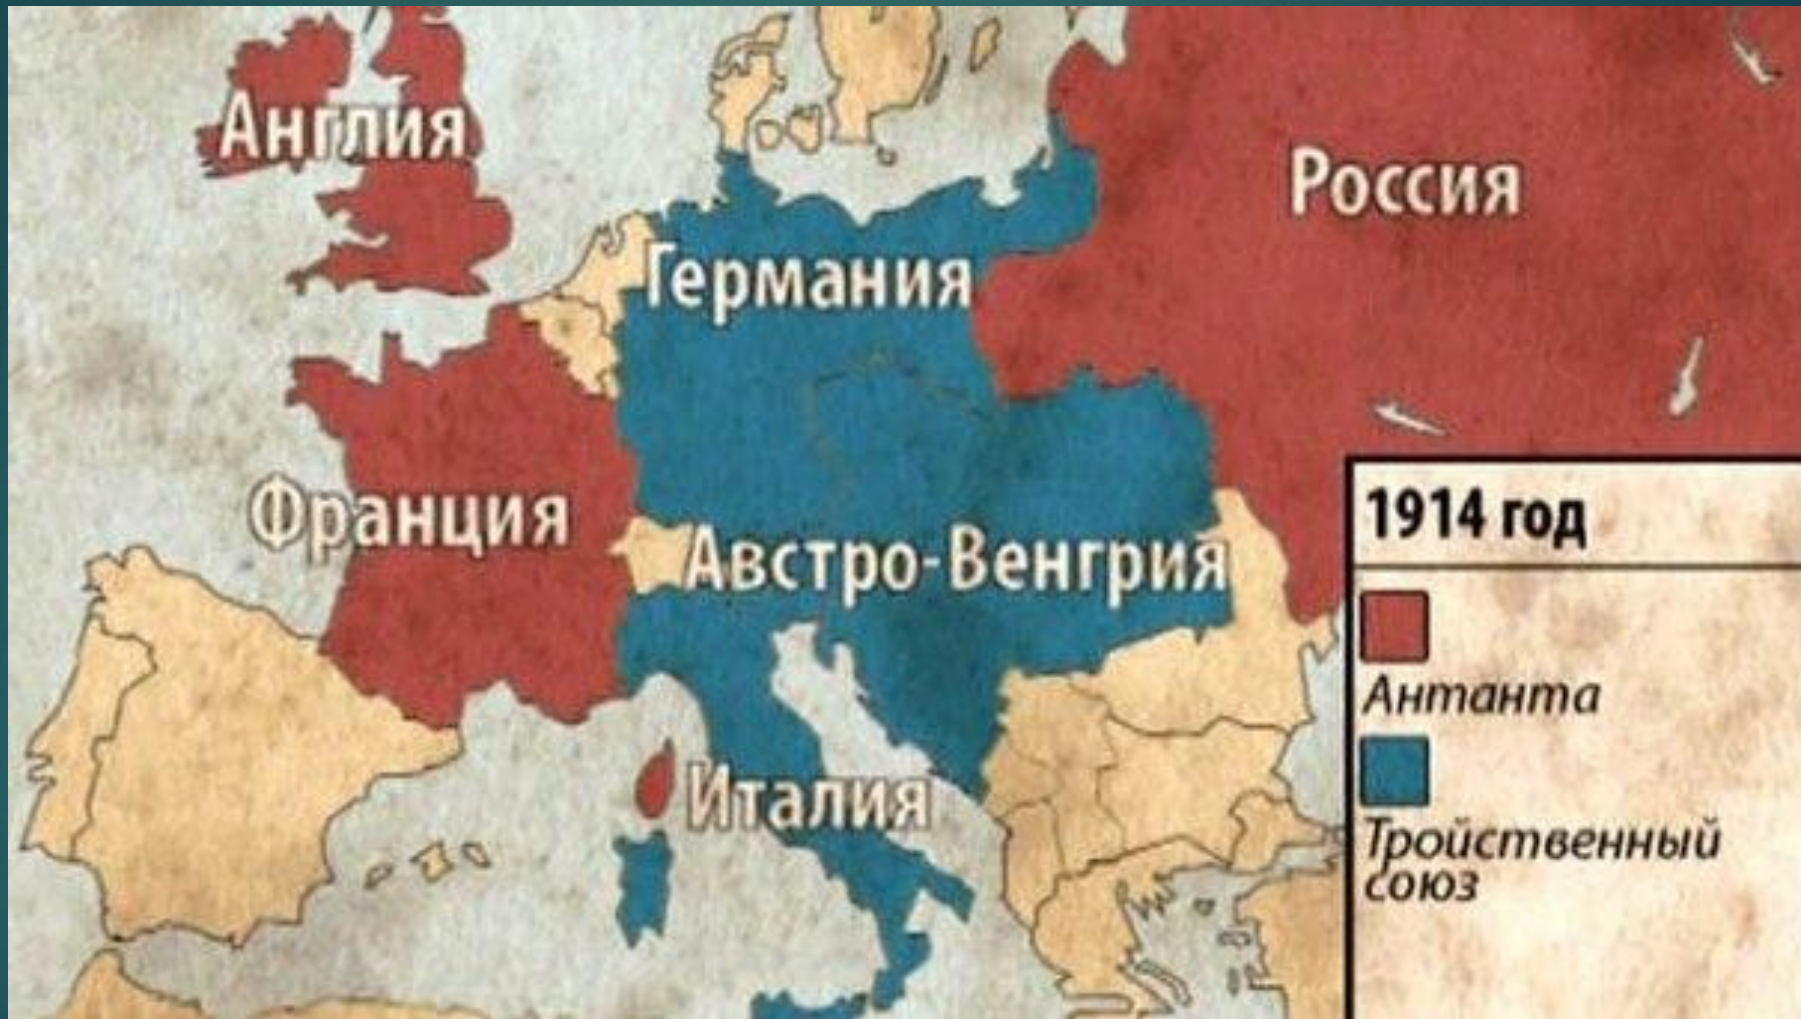 Англия
Россия
Германия
Франция
Австро-Венгрия
Италия
1914 год
Антанта
Тройственный
союз